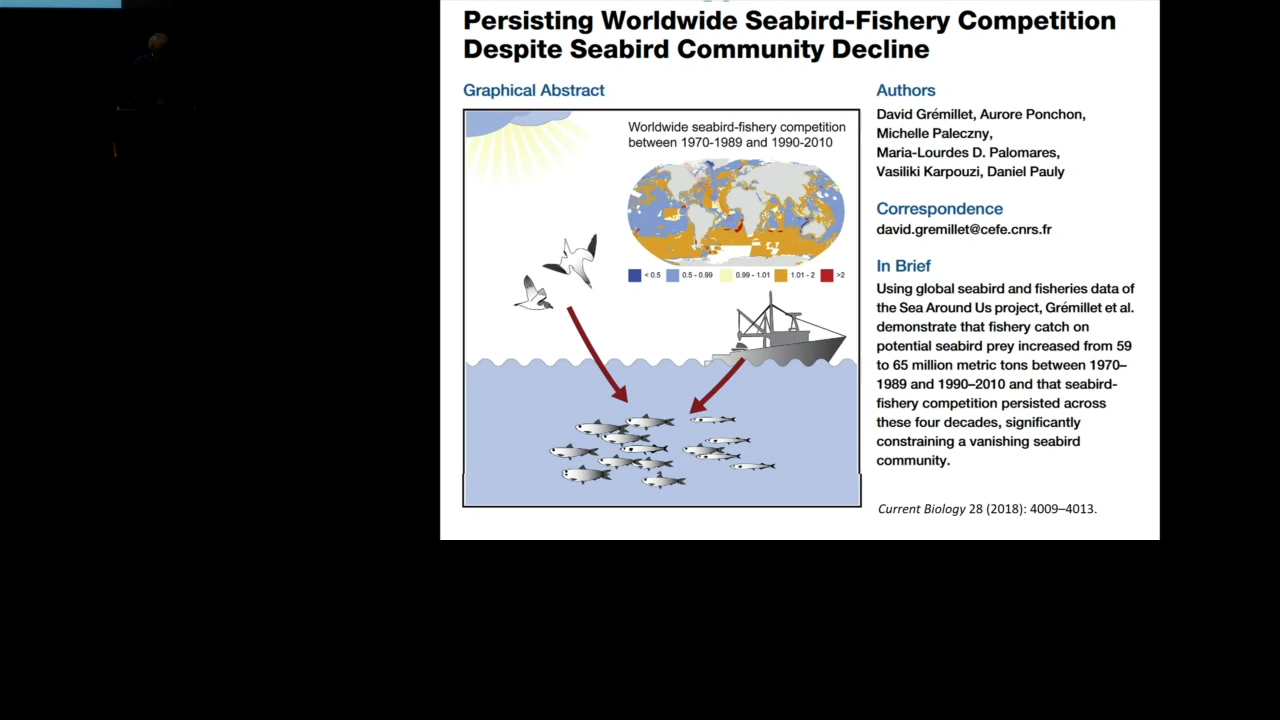 Persisting Worldwide Seabird-Fishery Competition
Despite Seabird Community Decline
Graphical Abstract
Worldwide seabird-fishery competition
between 1970-1989 and 1990-2010
< 0.5
0.5 - 0.99
0.99 - 1.01
1.01 - 2
>2
Authors
David Grémillet, Aurore Ponchon,
Michelle Paleczny,
Maria-Lourdes D. Palomares,
Vasiliki Karpouzi, Daniel Pauly
Correspondence
david.gremillet@cefe.cnrs.fr
In Brief
Using global seabird and fisheries data of
the Sea Around Us project, Grémillet et al.
demonstrate that fishery catch on
potential seabird prey increased from 59
to 65 million metric tons between 1970–
1989 and 1990–2010 and that seabird-
fishery competition persisted across
these four decades, significantly
constraining a vanishing seabird
community.
Current Biology 28 (2018): 4009–4013.